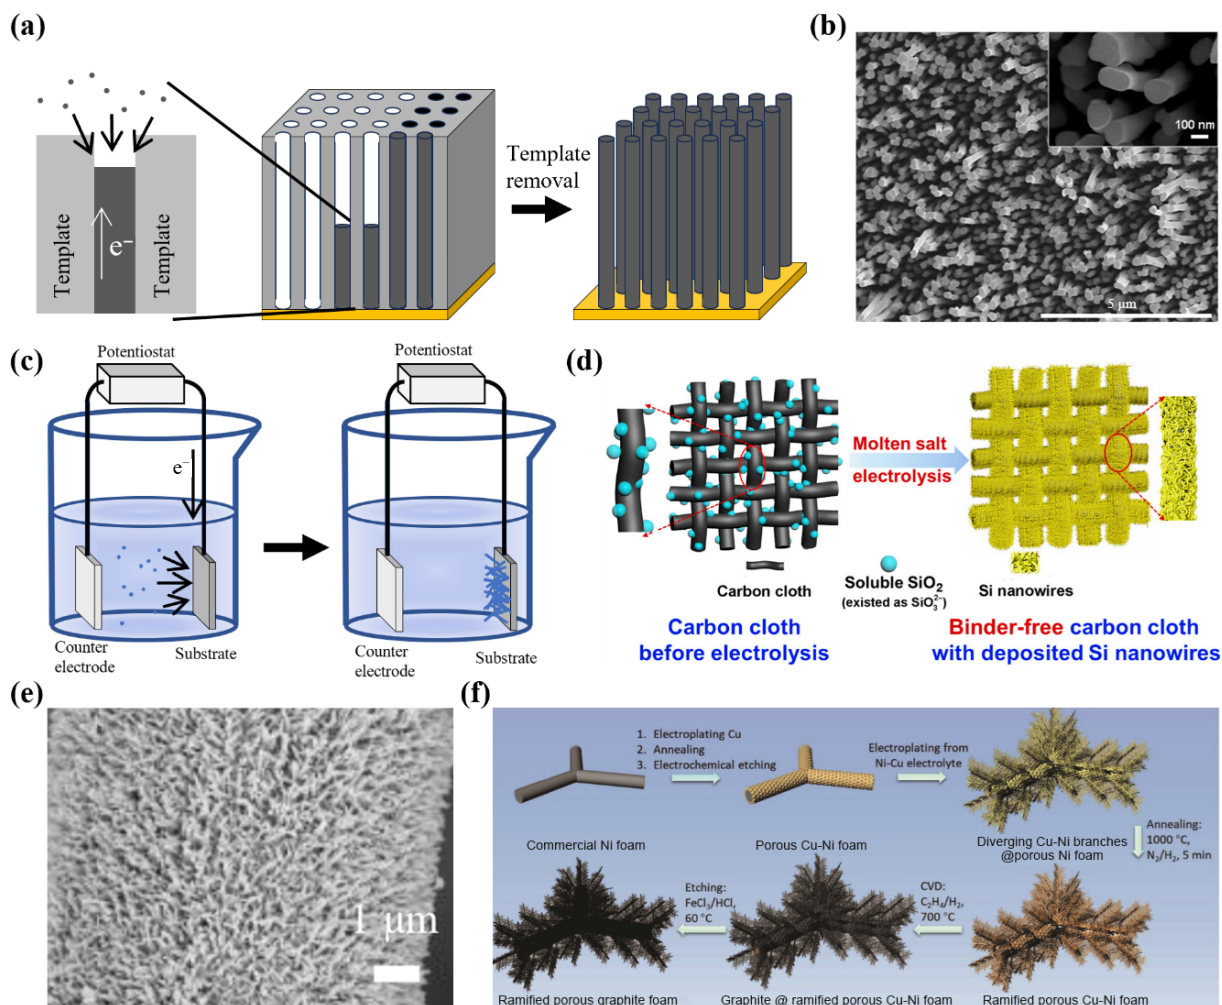 (a)
Template
e⁻
Template
Template
removal
(b)
100 nm
5 μm
(c)
Potentiostat
e⁻
Counter
electrode
Substrate
Potentiostat
Counter
electrode
Substrate
(d)
Molten salt
electrolysis
Carbon cloth
Soluble SiO₂
(existed as SiO₃²⁻)
Si nanowires
Carbon cloth
before electrolysis
Binder-free carbon cloth
with deposited Si nanowires
(e)
1 μm
(f)
1. Electroplating Cu
2. Annealing
3. Electrochemical etching
Electroplating from
Ni-Cu electrolyte
Commercial Ni foam
Porous Cu-Ni foam
Diverging Cu-Ni branches
@porous Ni foam
Annealing:
1000 °C,
N₂/H₂, 5 min
CVD:
C₂H₄/H₂,
700 °C
Etching:
FeCl₃/HCl,
60 °C
Ramified porous graphite foam
Graphite @ ramified porous Cu-Ni foam
Ramified porous Cu-Ni foam